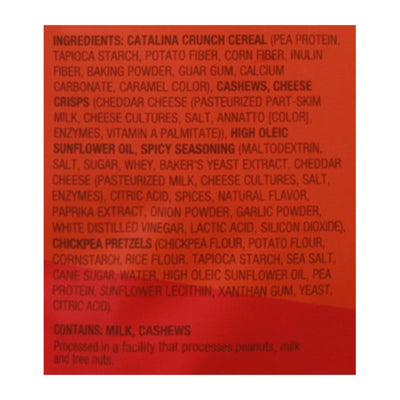 INGREDIENTS: CATALINA CRUNCH CEREAL (PEA PROTEIN,
TAPIOCA STARCH, POTATO FIBER, CORN FIBER, INULIN
FIBER, BAKING POWDER, GUAR GUM, CALCIUM
CARBONATE, CARAMEL COLOR), CASHEWS, CHEESE
CRISPS (CHEDDAR CHEESE (PASTEURIZED PART-SKIM
MILK, CHEESE CULTURES, SALT, ANNATTO [COLOR],
ENZYMES, VITAMIN A PALMITATE)), HIGH OLEIC
SUNFLOWER OIL, SPICY SEASONING (MALTODEXTRIN,
SALT, SUGAR, WHEY, BAKER'S YEAST EXTRACT, CHEDDAR
CHEESE (PASTEURIZED MILK, CHEESE CULTURES, SALT,
ENZYMES), CITRIC ACID, SPICES, NATURAL FLAVOR,
PAPRIKA EXTRACT, ONION POWDER, GARLIC POWDER,
WHITE DISTILLED VINEGAR, LACTIC ACID, SILICON DIOXIDE),
CHICKPEA PRETZELS (CHICKPEA FLOUR, POTATO FLOUR,
CORNSTARCH, RICE FLOUR, TAPIOCA STARCH, SEA SALT,
CANE SUGAR, WATER, HIGH OLEIC SUNFLOWER OIL, PEA
PROTEIN, SUNFLOWER LECITHIN, XANTHAN GUM, YEAST,
CITRIC ACID).
CONTAINS: MILK, CASHEWS
Processed in a facility that processes peanuts, milk
and tree nuts.